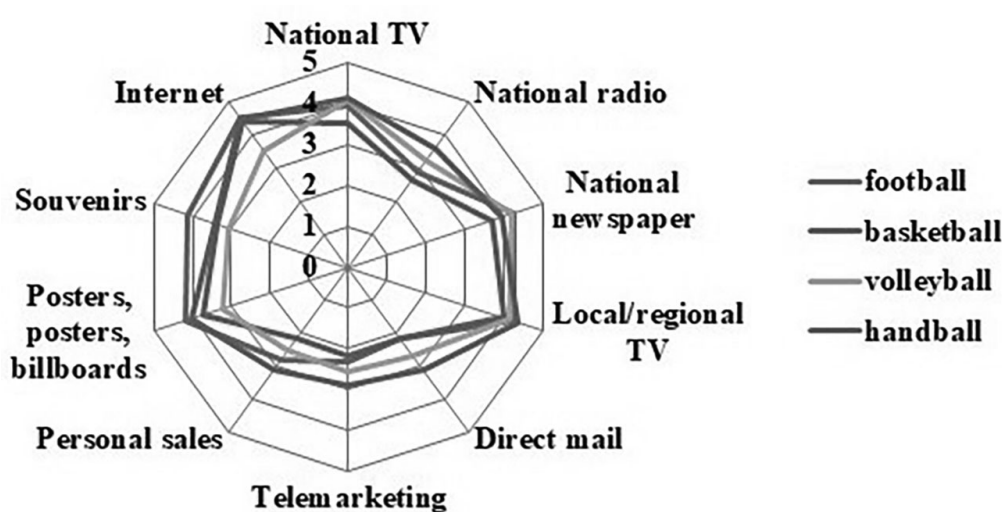 National TV
National radio
National
newspaper
Local/regional
TV
Direct mail
Telemarketing
Personal sales
Posters,
posters,
billboards
Souvenirs
Internet
5
4
3
2
1
0
football
basketball
volleyball
handball